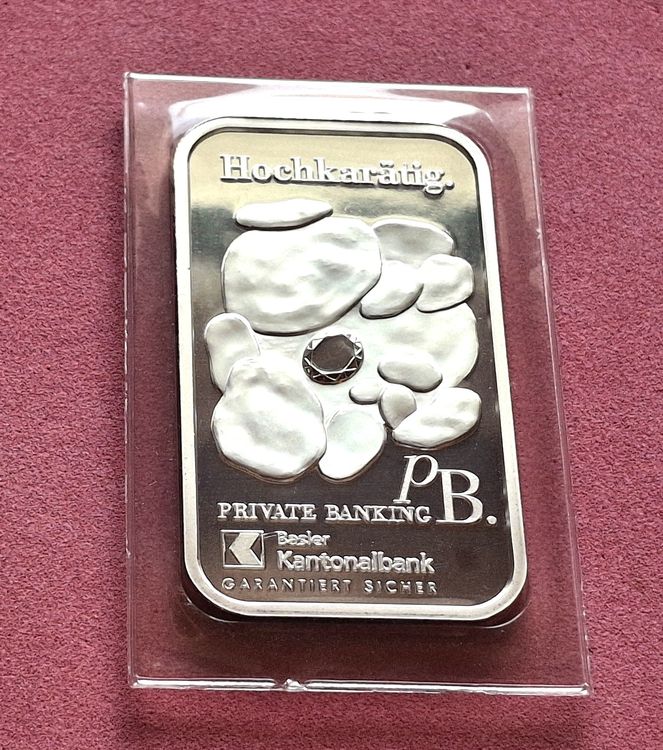 Hochkarätig.
pB.
PRIVATE BANKING
Basler
Kantonalbank
GARANTIERT SICHER